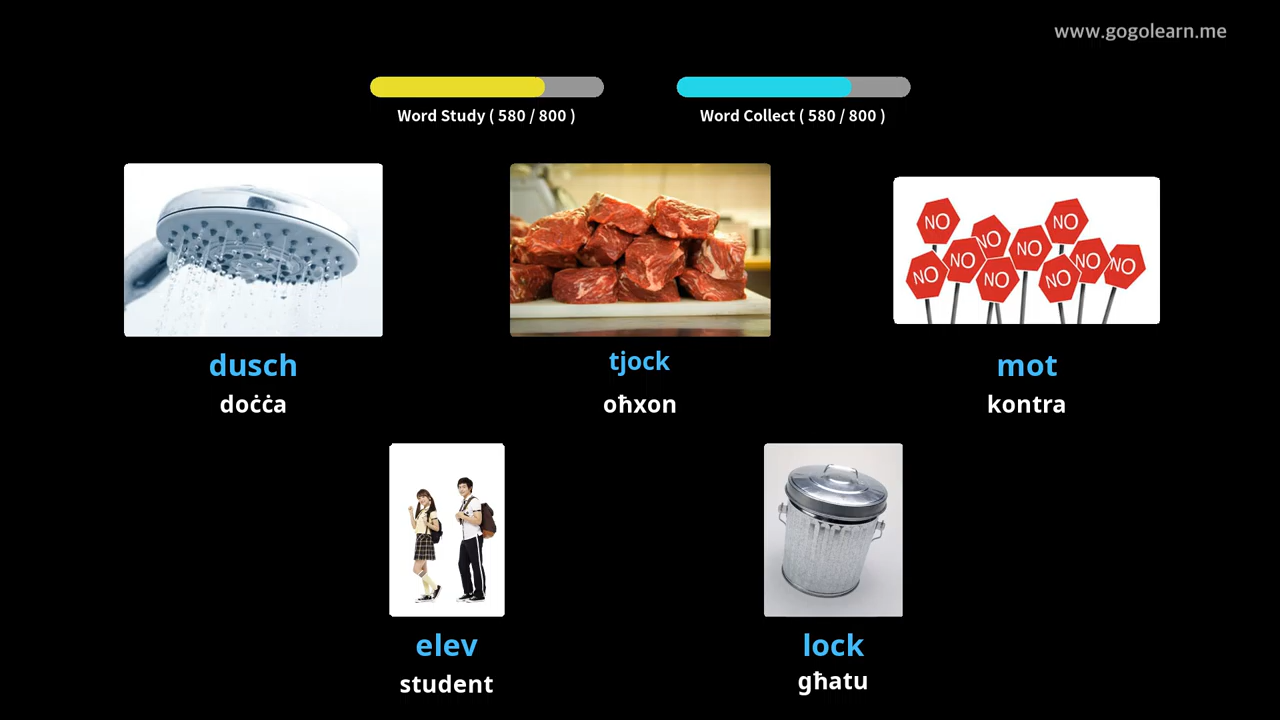 www.gogolearn.me
Word Study ( 580 / 800 )
Word Collect ( 580 / 800 )
NO
NO
NO
NO
NO
NO
NO
NO
NO
NO
dusch
doċċa
tjock
oħxon
mot
kontra
elev
student
lock
għatu